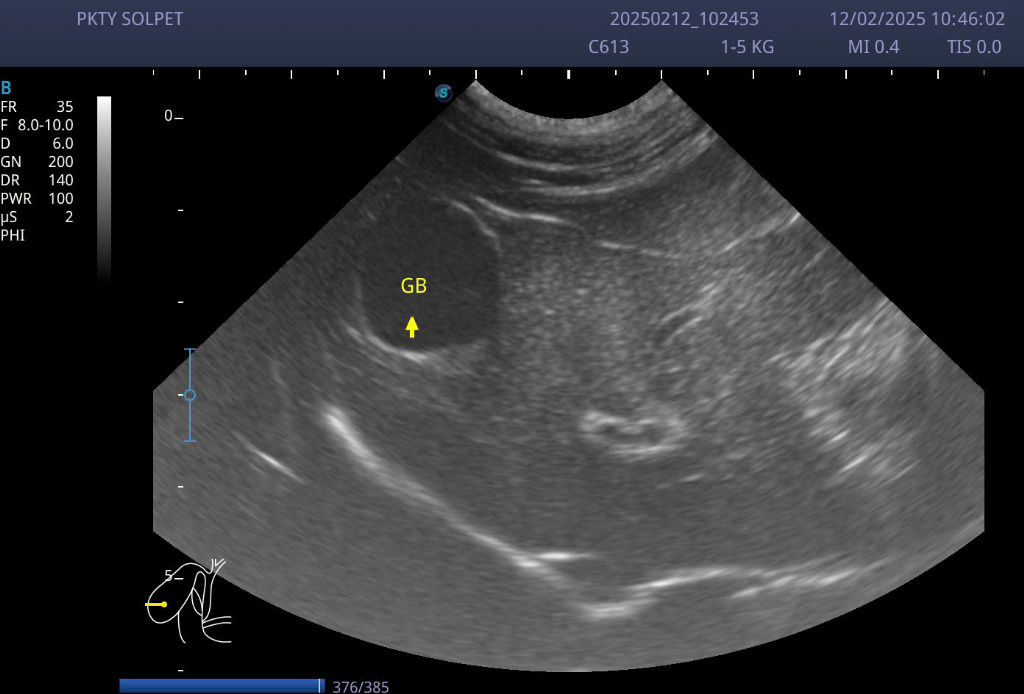 PKTY SOLPET
20250212_102453
12/02/2025 10:46:02
C613
1-5 KG
MI 0.4
TIS 0.0
B
S
FR 35
F 8.0-10.0
D 6.0
GN 200
DR 140
PWR 100
µS 2
PHI
0
GB
5
376/385